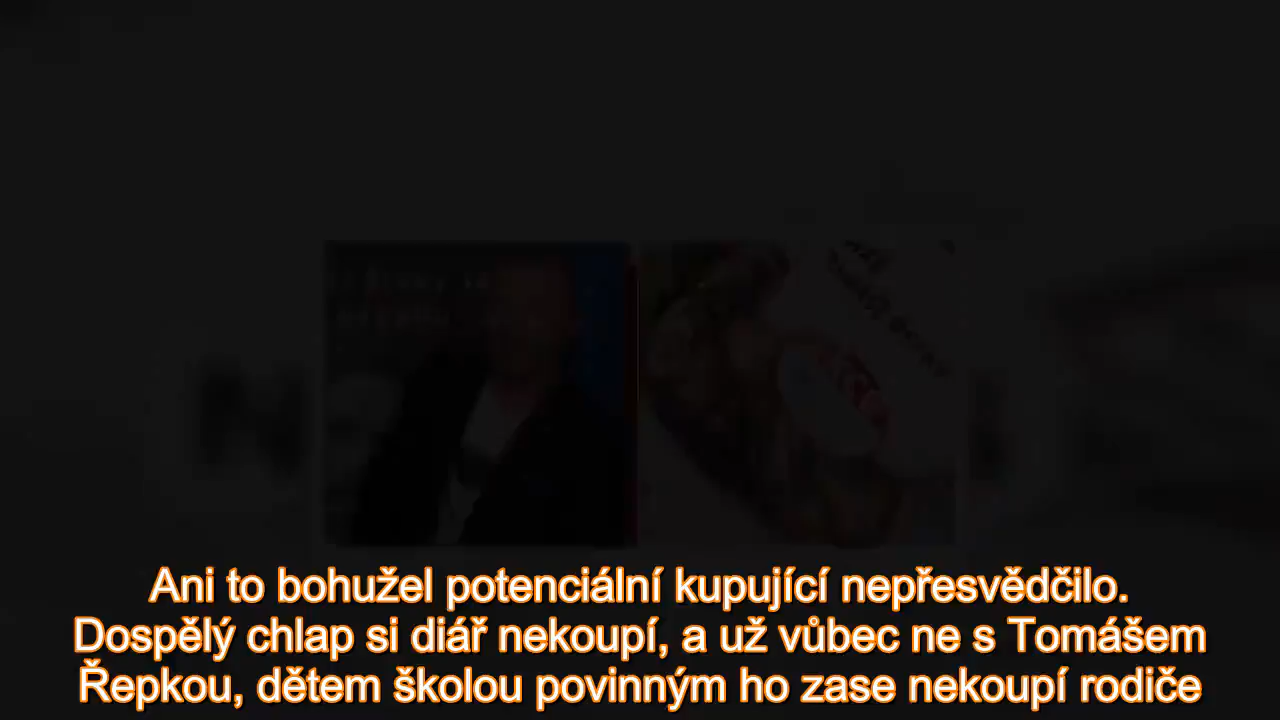 Ani to bohužel potenciální kupující nepřesvědčilo.
Dospělý chlap si diář nekoupí, a už vůbec ne s Tomášem
Řepkou, dětem školou povinným ho zase nekoupí rodiče